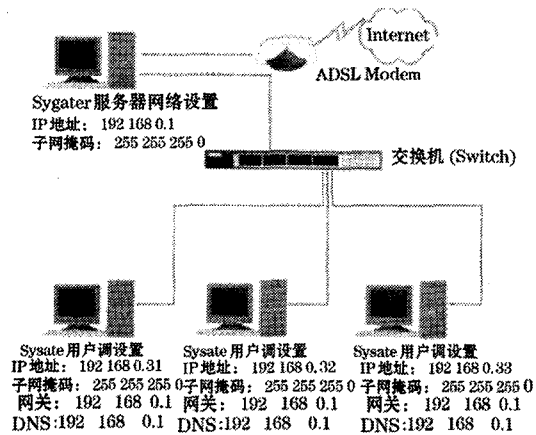 Internet
ADSL Modem
Sygater服务器网络设置
IP地址： 192 168 0.1
子网掩码： 255 255 255 0
交换机 (Switch)
Sysate用户调设置
IP地址： 192 168 0.31
子网掩码： 255 255 255 0
网关： 192 168 0.1
DNS:192 168 0.1
Sysate用户调设置
IP地址： 192 168 0.32
子网掩码： 255 255 255 0
网关： 192 168 0.1
DNS:192 168 0.1
Sysate用户调设置
IP地址： 192 168 0.33
子网掩码： 255 255 255 0
网关： 192 168 0.1
DNS:192 168 0.1